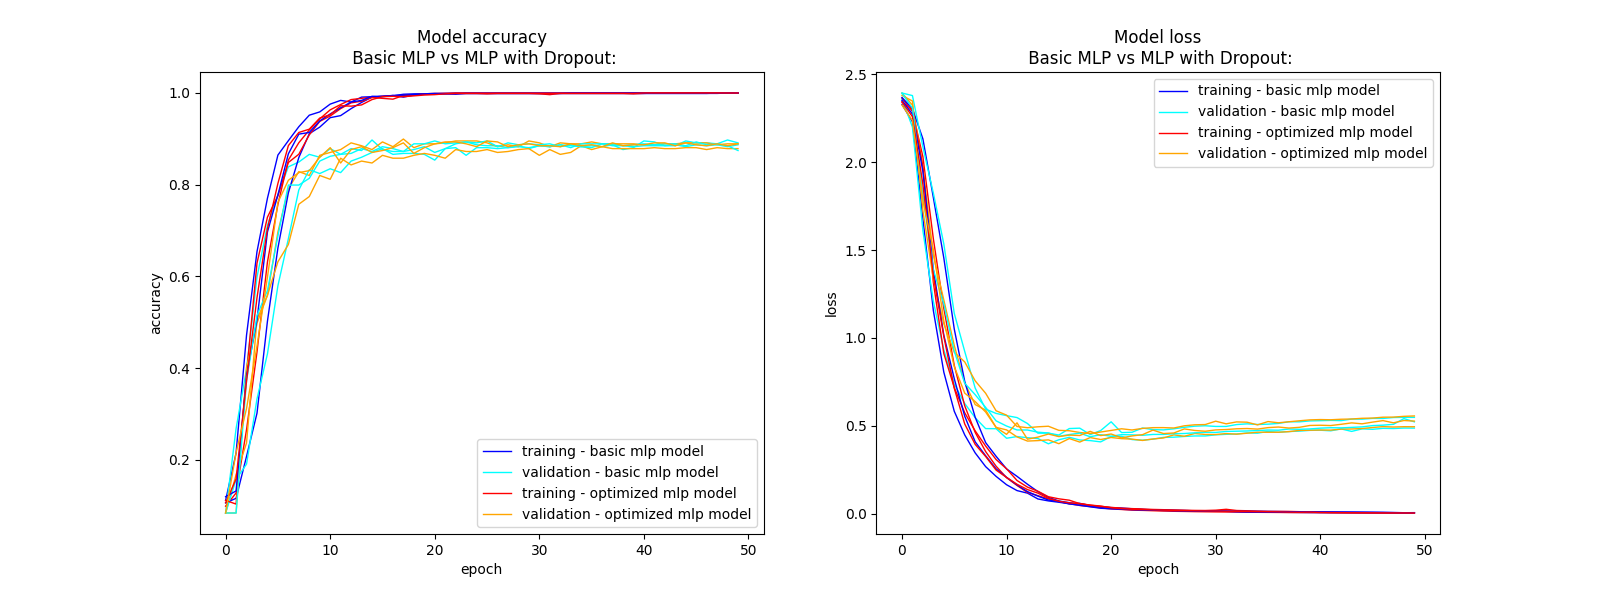 Model accuracy
Basic MLP vs MLP with Dropout:
1.0
0.8
0.6
0.4
0.2
accuracy
training - basic mlp model
validation - basic mlp model
training - optimized mlp model
validation - optimized mlp model
0 10 20 30 40 50
epoch
Model loss
Basic MLP vs MLP with Dropout:
2.5
2.0
1.5
1.0
0.5
0.0
loss
training - basic mlp model
validation - basic mlp model
training - optimized mlp model
validation - optimized mlp model
0 10 20 30 40 50
epoch